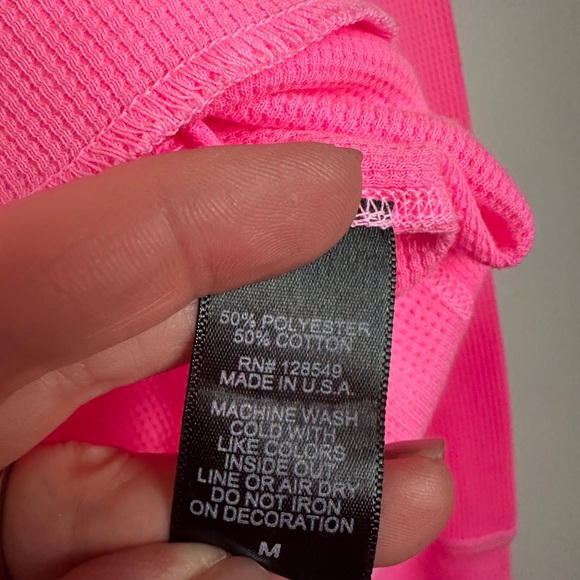 50% POLYESTER
50% COTTON
RN# 128549
MADE IN U.S.A
MACHINE WASH
COLD WITH
LIKE COLORS
INSIDE OUT
LINE OR AIR DRY
DO NOT IRON
ON DECORATION
M